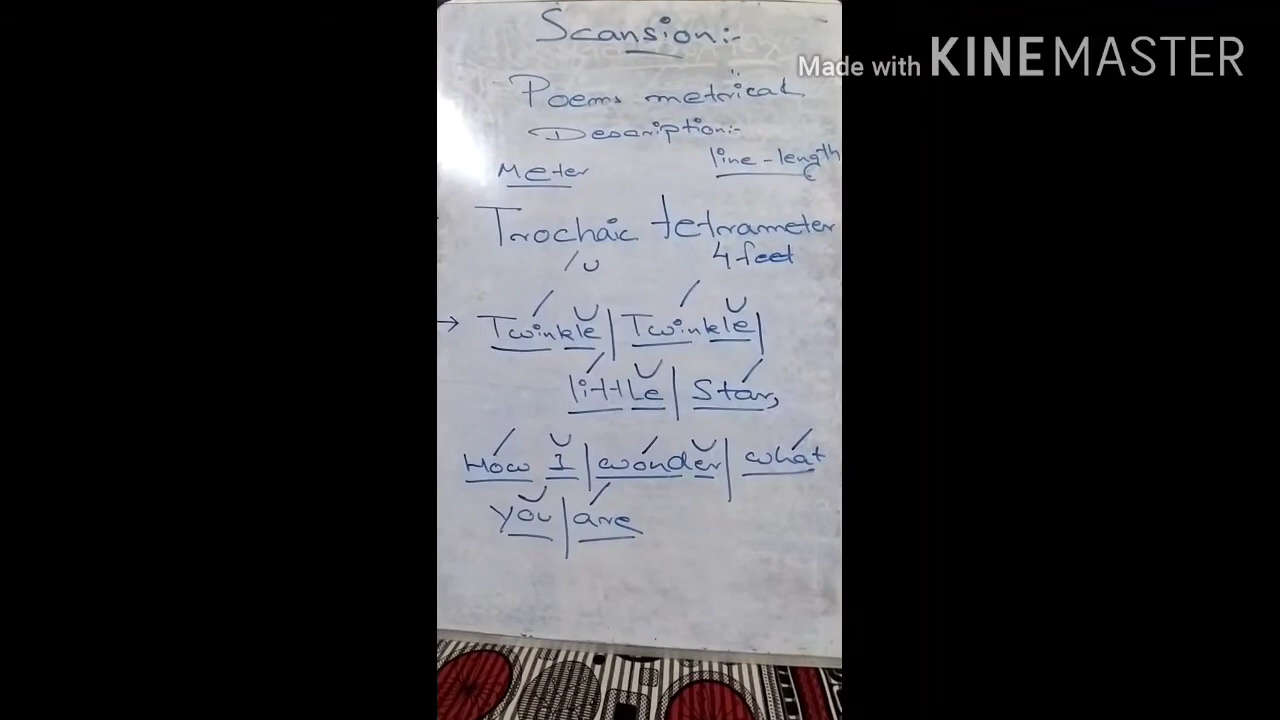 Scansion:-
Poems metrical
Description:-
Meter line-length
Trochaic tetrameter
/ ∪ 4 feet
→ Twinkle | Twinkle |
little | Star,
How I | wonder | what
you | are
Made with KINEMASTER